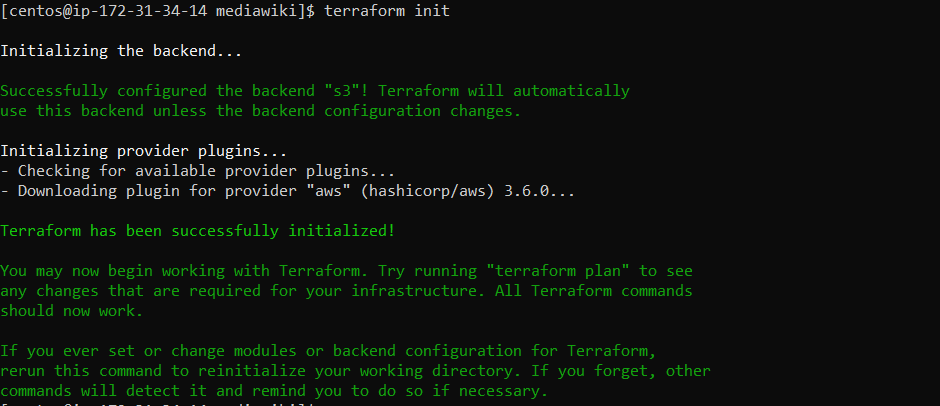 [centos@ip-172-31-34-14 mediawiki]$ terraform init
Initializing the backend...
Successfully configured the backend "s3"! Terraform will automatically
use this backend unless the backend configuration changes.
Initializing provider plugins...
- Checking for available provider plugins...
- Downloading plugin for provider "aws" (hashicorp/aws) 3.6.0...
Terraform has been successfully initialized!
You may now begin working with Terraform. Try running "terraform plan" to see
any changes that are required for your infrastructure. All Terraform commands
should now work.
If you ever set or change modules or backend configuration for Terraform,
rerun this command to reinitialize your working directory. If you forget, other
commands will detect it and remind you to do so if necessary.